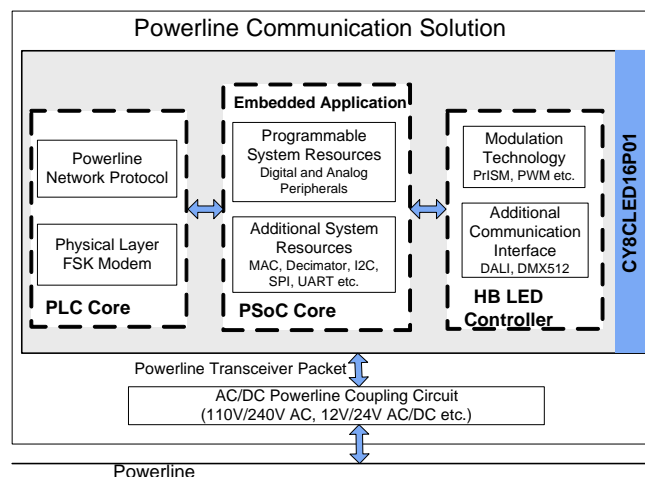 Powerline Communication Solution
Embedded Application
Powerline
Network Protocol
Physical Layer
FSK Modem
PLC Core
Programmable
System Resources
Digital and Analog
Peripherals
Additional System
Resources
MAC, Decimator, I2C,
SPI, UART etc.
PSoC Core
Modulation
Technology
PrISM, PWM etc.
Additional
Communication
Interface
DALI, DMX512
HB LED
Controller
CY8CLED16P01
Powerline Transceiver Packet
AC/DC Powerline Coupling Circuit
(110V/240V AC, 12V/24V AC/DC etc.)
Powerline